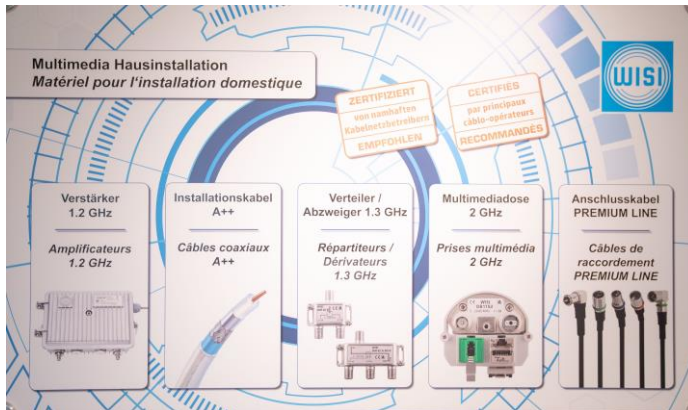 Multimedia Hausinstallation
Matériel pour l'installation domestique
ZERTIFIZIERT
von namhaften
Kabelnetzbetreibern
EMPFOHLEN
CERTIFIÉS
par principaux
câblo-opérateurs
RECOMMANDÉS
WISI
Verstärker
1.2 GHz
Amplificateurs
1.2 GHz
Installationskabel
A++
Câbles coaxiaux
A++
Verteiler /
Abzweiger 1.3 GHz
Répartiteurs /
Dérivateurs
1.3 GHz
Multimediadose
2 GHz
Prises multimédia
2 GHz
WISI
Anschlusskabel
PREMIUM LINE
Câbles de
raccordement
PREMIUM LINE